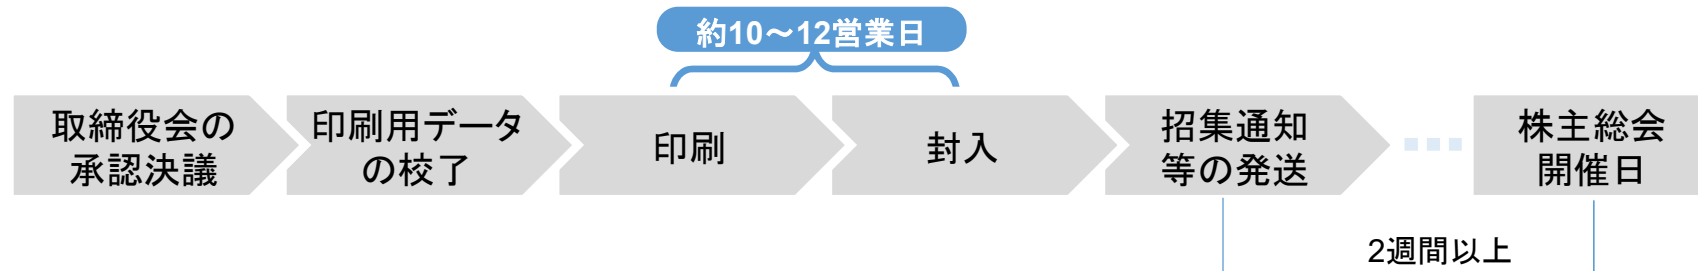 約10～12営業日
取締役会の
承認決議
印刷用データ
の校了
印刷
封入
招集通知
等の発送
株主総会
開催日
2週間以上